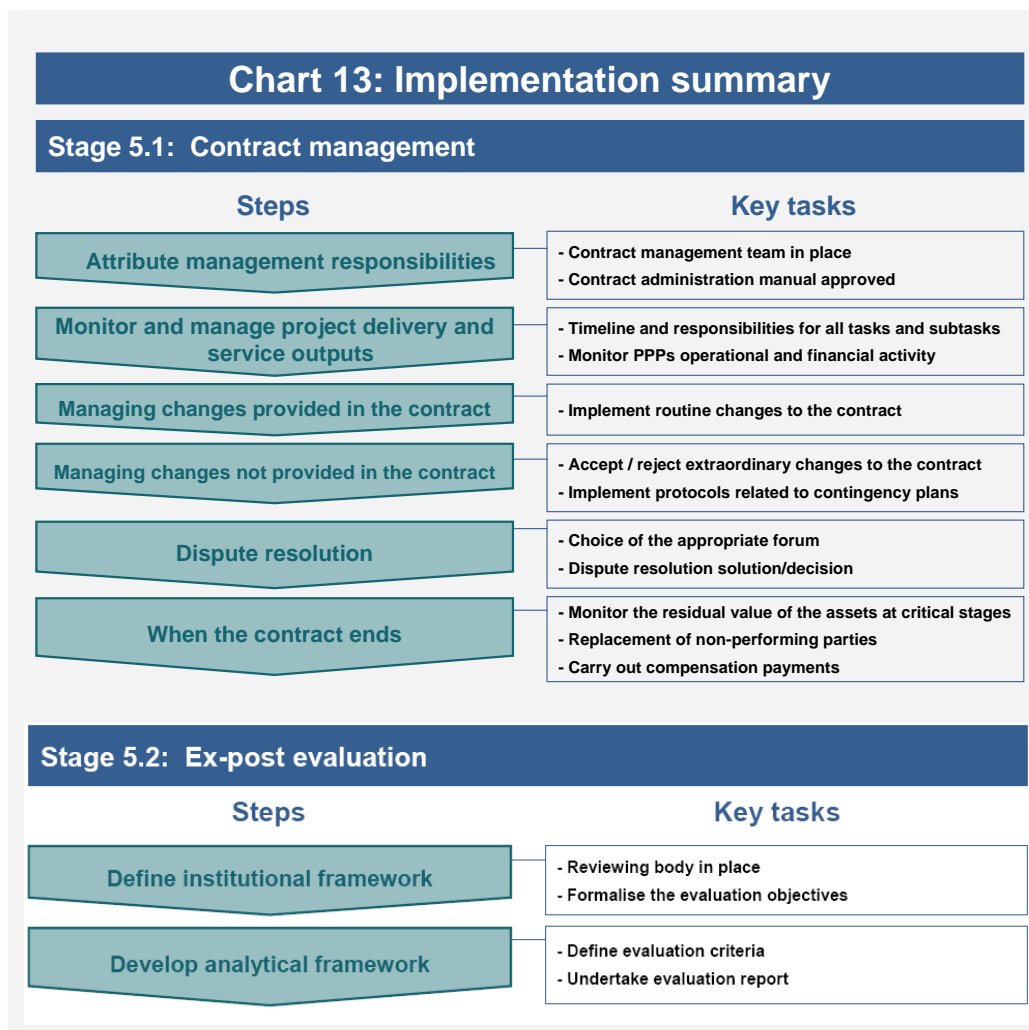 Chart 13: Implementation summary
Stage 5.1: Contract management
Steps
Key tasks
Attribute management responsibilities
- Contract management team in place
- Contract administration manual approved
Monitor and manage project delivery and
service outputs
- Timeline and responsibilities for all tasks and subtasks
- Monitor PPPs operational and financial activity
Managing changes provided in the contract
- Implement routine changes to the contract
Managing changes not provided in the contract
- Accept / reject extraordinary changes to the contract
- Implement protocols related to contingency plans
Dispute resolution
- Choice of the appropriate forum
- Dispute resolution solution/decision
When the contract ends
- Monitor the residual value of the assets at critical stages
- Replacement of non-performing parties
- Carry out compensation payments
Stage 5.2: Ex-post evaluation
Steps
Key tasks
Define institutional framework
- Reviewing body in place
- Formalise the evaluation objectives
Develop analytical framework
- Define evaluation criteria
- Undertake evaluation report